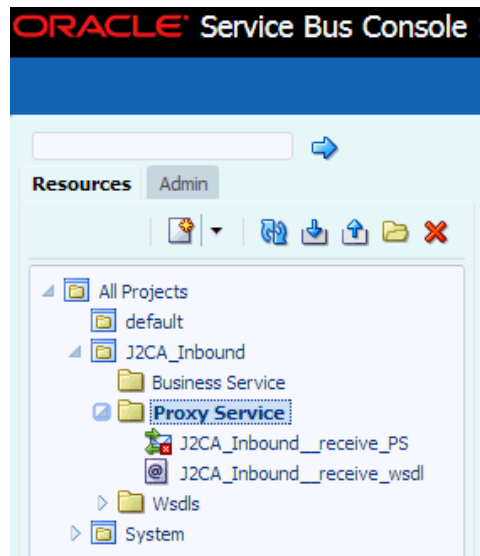 ORACLE Service Bus Console
Resources Admin
All Projects
default
J2CA_Inbound
Business Service
Proxy Service
J2CA_Inbound__receive_PS
J2CA_Inbound__receive_wsdl
Wsdls
System